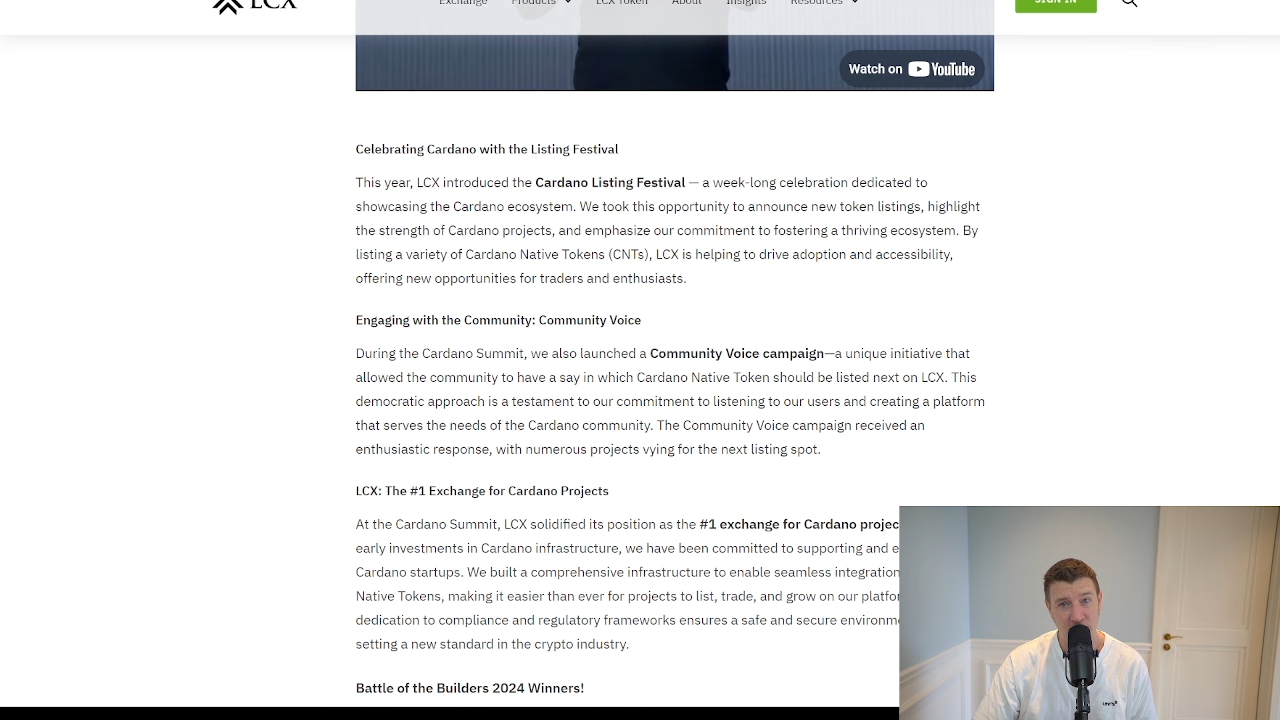 LCX
Exchange Products LCX Token About Insights Resources SIGN IN
Watch on YouTube
Celebrating Cardano with the Listing Festival
This year, LCX introduced the Cardano Listing Festival — a week-long celebration dedicated to
showcasing the Cardano ecosystem. We took this opportunity to announce new token listings, highlight
the strength of Cardano projects, and emphasize our commitment to fostering a thriving ecosystem. By
listing a variety of Cardano Native Tokens (CNTs), LCX is helping to drive adoption and accessibility,
offering new opportunities for traders and enthusiasts.
Engaging with the Community: Community Voice
During the Cardano Summit, we also launched a Community Voice campaign—a unique initiative that
allowed the community to have a say in which Cardano Native Token should be listed next on LCX. This
democratic approach is a testament to our commitment to listening to our users and creating a platform
that serves the needs of the Cardano community. The Community Voice campaign received an
enthusiastic response, with numerous projects vying for the next listing spot.
LCX: The #1 Exchange for Cardano Projects
At the Cardano Summit, LCX solidified its position as the #1 exchange for Cardano projec
early investments in Cardano infrastructure, we have been committed to supporting and e
Cardano startups. We built a comprehensive infrastructure to enable seamless integration
Native Tokens, making it easier than ever for projects to list, trade, and grow on our platfor
dedication to compliance and regulatory frameworks ensures a safe and secure environme
setting a new standard in the crypto industry.
Levi's
Battle of the Builders 2024 Winners!